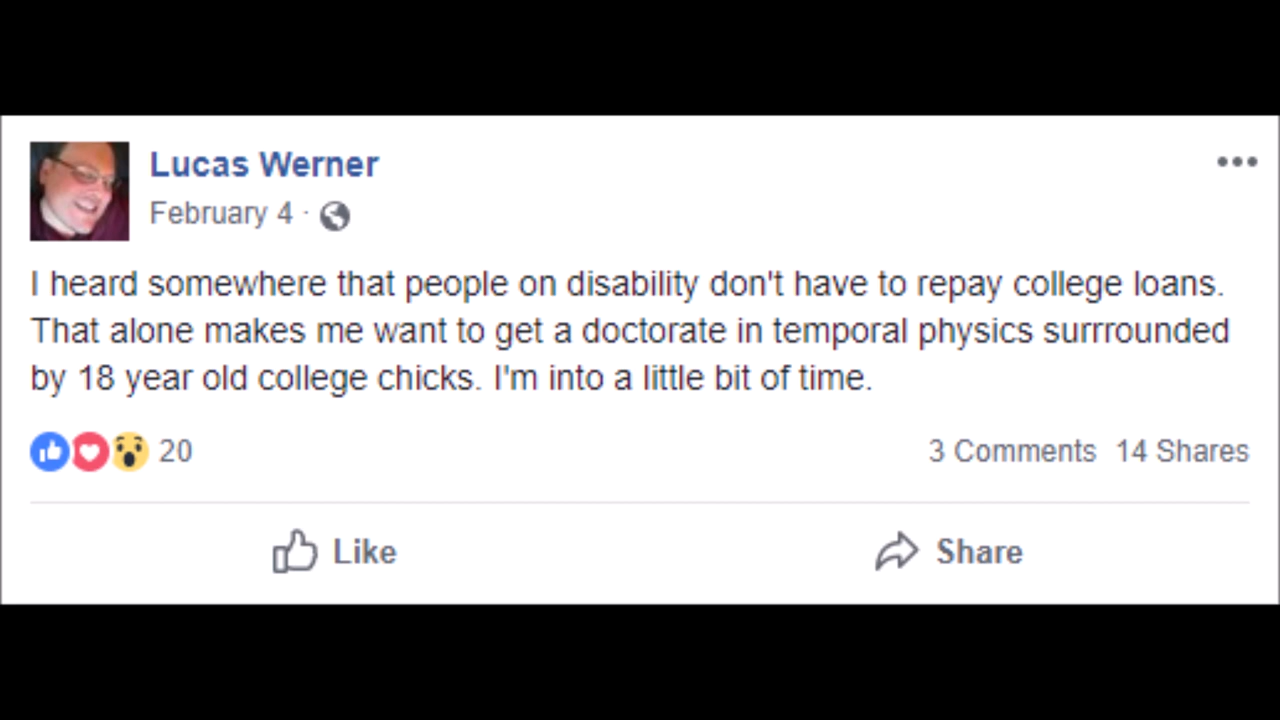 Lucas Werner
February 4 ·
I heard somewhere that people on disability don't have to repay college loans.
That alone makes me want to get a doctorate in temporal physics surrrounded
by 18 year old college chicks. I'm into a little bit of time.
20 3 Comments 14 Shares
Like Share